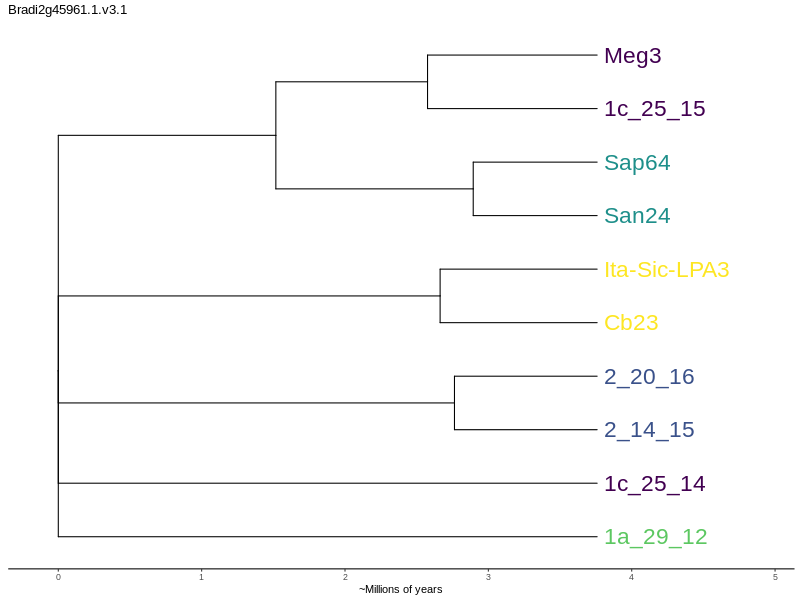 Bradi2g45961.1.v3.1
Meg3
1c_25_15
Sap64
San24
Ita-Sic-LPA3
Cb23
2_20_16
2_14_15
1c_25_14
1a_29_12
0 1 2 3 4 5
~Millions of years